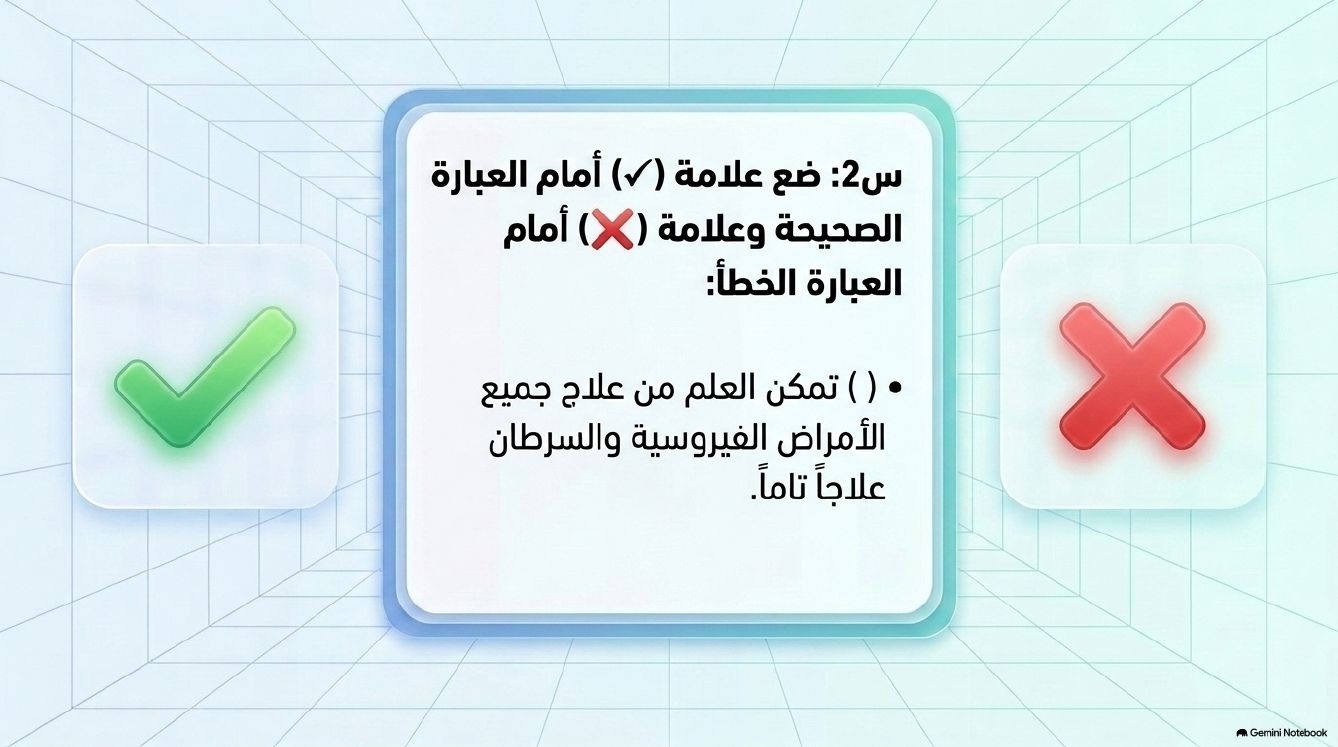 س2: ضع علامة (✓) أمام العبارة
الصحيحة وعلامة (❌) أمام
العبارة الخطأ:
• ( ) تمكن العلم من علاج جميع
الأمراض الفيروسية والسرطان
علاجاً تاماً.
Gemini Notebook